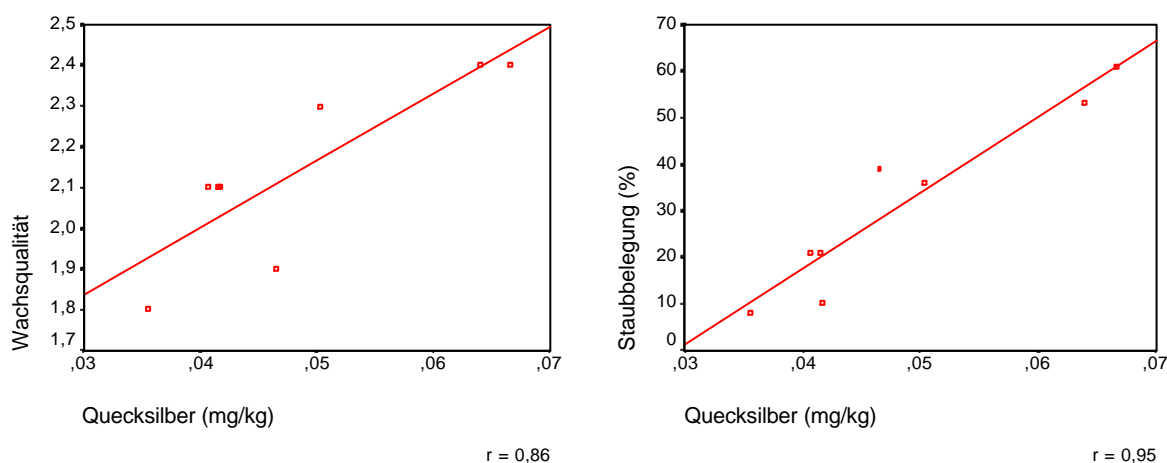 Wachsqualität
2,5
2,4
2,3
2,2
2,1
2,0
1,9
1,8
1,7
,03 ,04 ,05 ,06 ,07
Quecksilber (mg/kg)
r = 0,86
Staubbelegung (%)
70
60
50
40
30
20
10
0
,03 ,04 ,05 ,06 ,07
Quecksilber (mg/kg)
r = 0,95